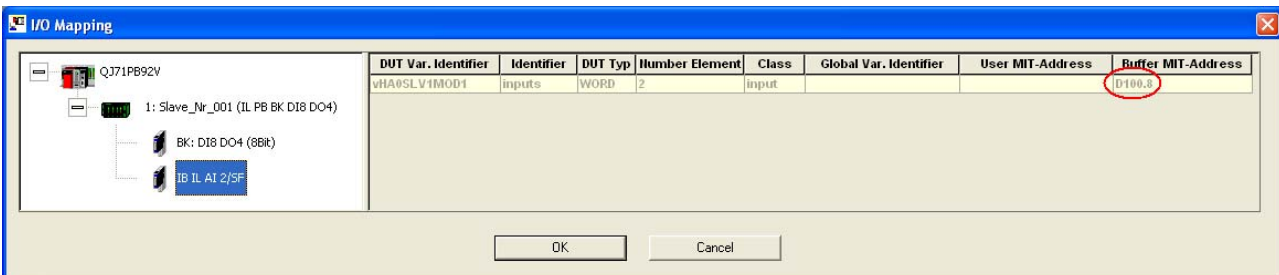 I/O Mapping
QJ71PB92V
1: Slave_Nr_001 (IL PB BK DI8 DO4)
BK: DI8 DO4 (8Bit)
IB IL AI 2/SF
DUT Var. Identifier Identifier DUT Typ Number Element Class Global Var. Identifier User MIT-Address Buffer MIT-Address
vHA0SLV1MOD1 inputs WORD 2 input D100.8
OK Cancel